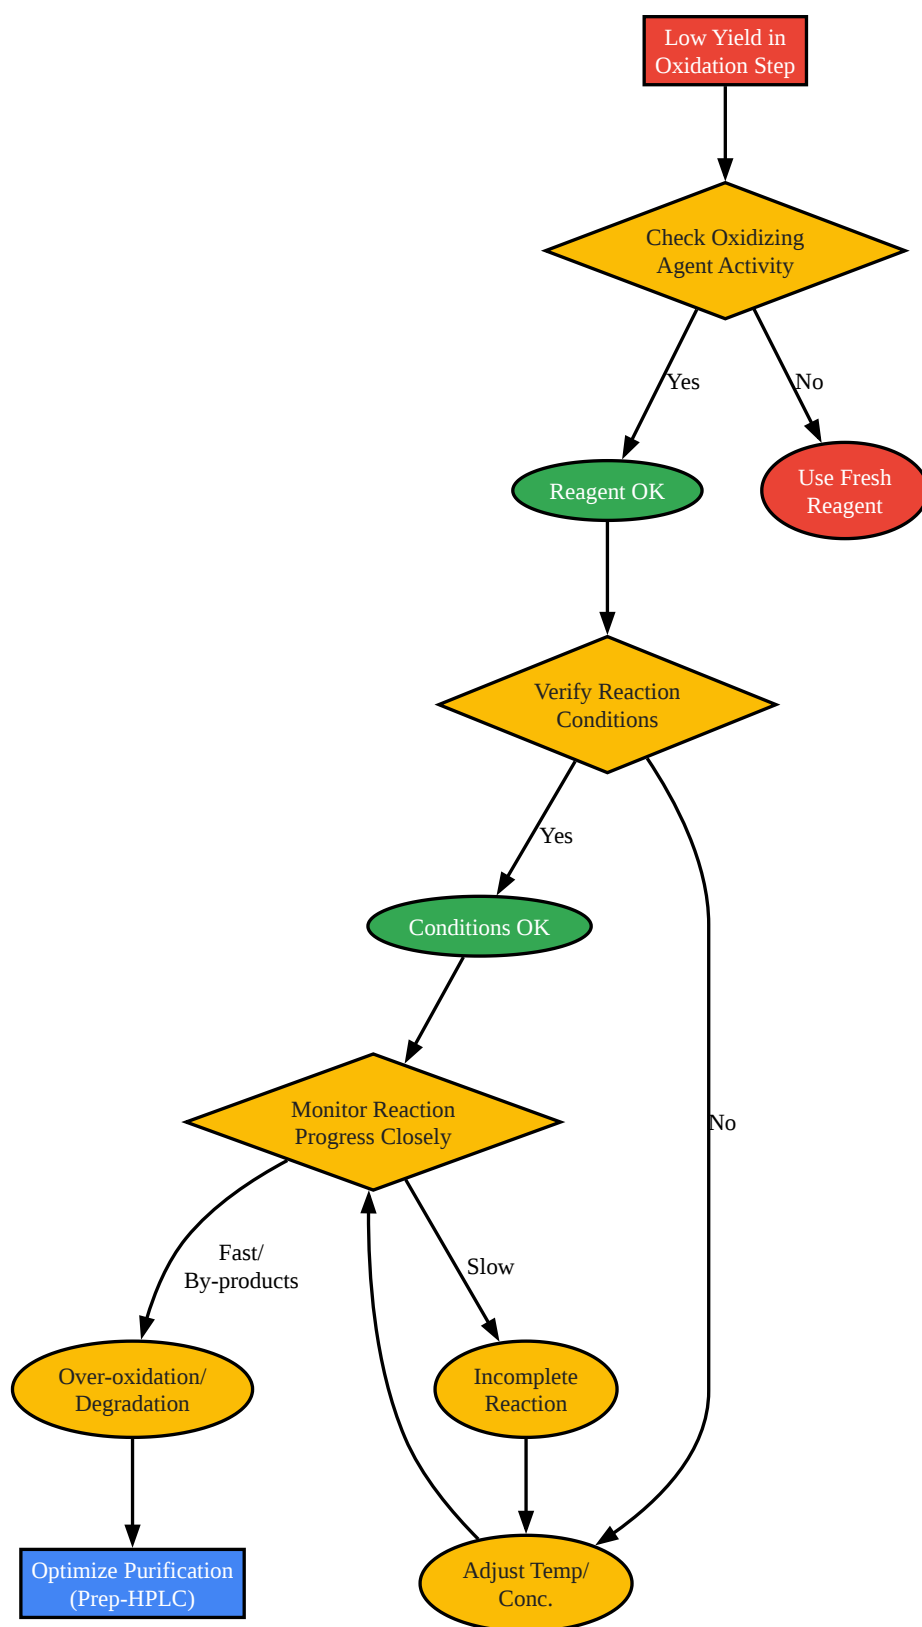 Low Yield in
Oxidation Step
Check Oxidizing
Agent Activity
Yes
No
Reagent OK
Use Fresh
Reagent
Verify Reaction
Conditions
Yes
Conditions OK
Monitor Reaction
Progress Closely
No
Fast/
By-products
Slow
Over-oxidation/
Degradation
Incomplete
Reaction
Optimize Purification
(Prep-HPLC)
Adjust Temp/
Conc.